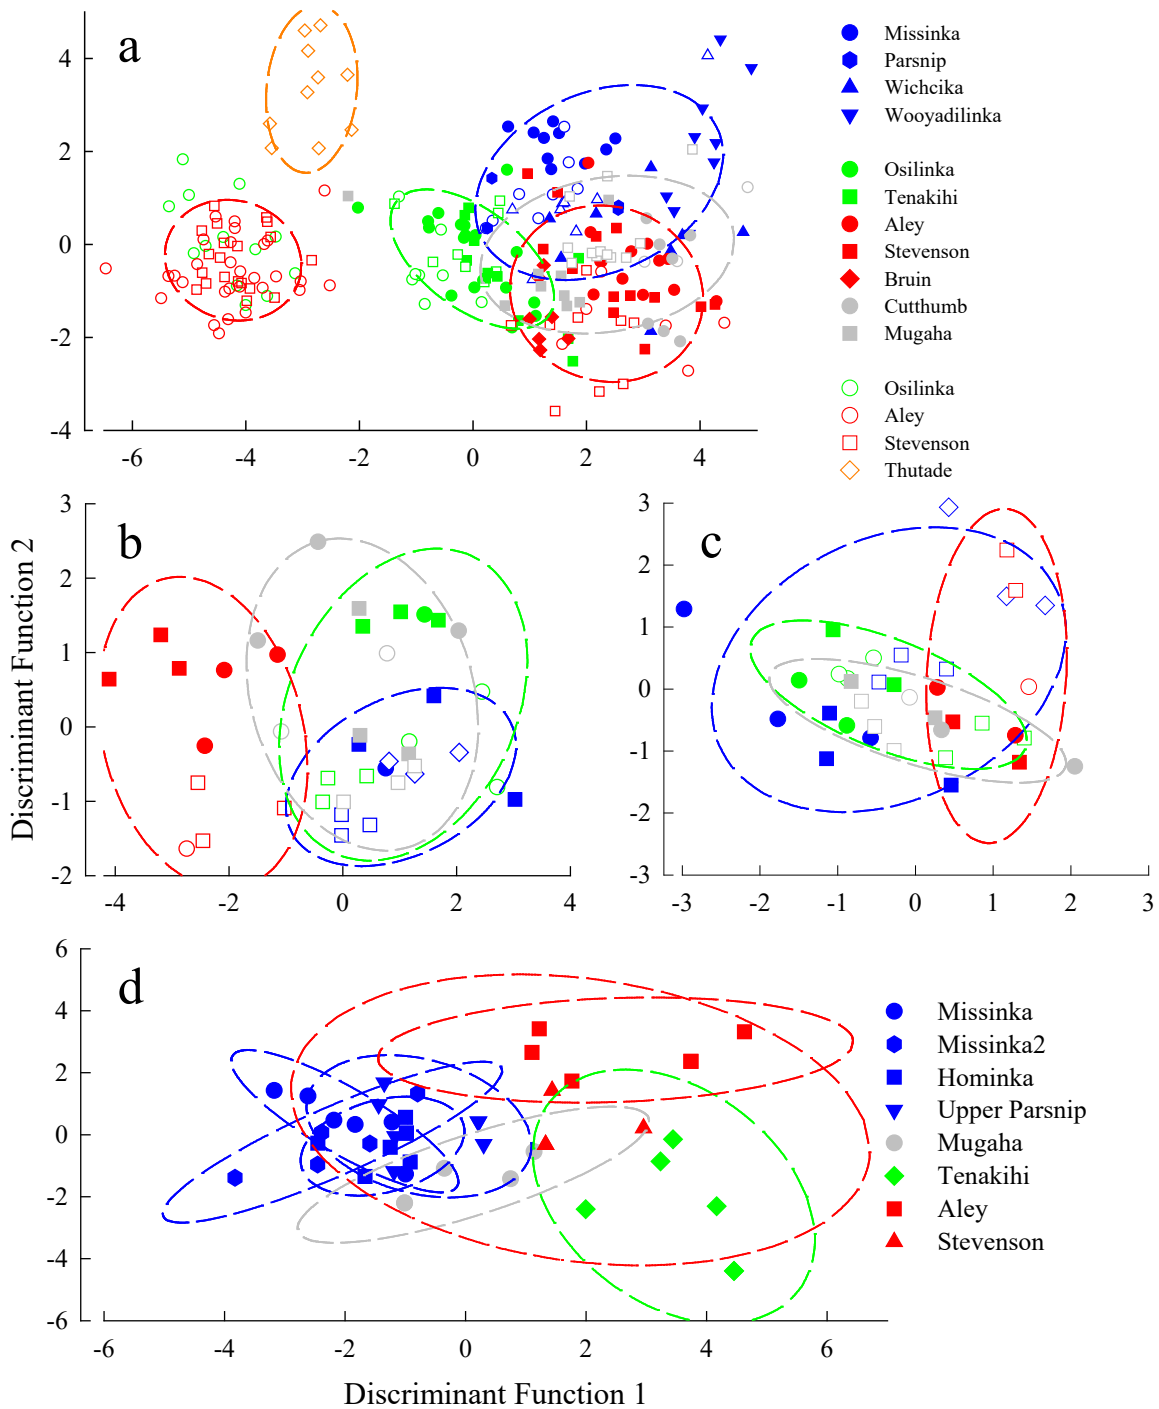 a
4
2
0
-2
-4
-6
-4
-2
0
2
4
Missinka
Parsnip
Wichcika
Wooyadilinka
Osilinka
Tenakihi
Aley
Stevenson
Bruin
Cutthumb
Mugaha
Osilinka
Aley
Stevenson
Thutade
Discriminant Function 2
b
3
2
1
0
-1
-2
-4
-2
0
2
4
c
3
2
1
0
-1
-2
-3
-3
-2
-1
0
1
2
3
d
6
4
2
0
-2
-4
-6
-6
-4
-2
0
2
4
6
Missinka
Missinka2
Hominka
Upper Parsnip
Mugaha
Tenakihi
Aley
Stevenson
Discriminant Function 1